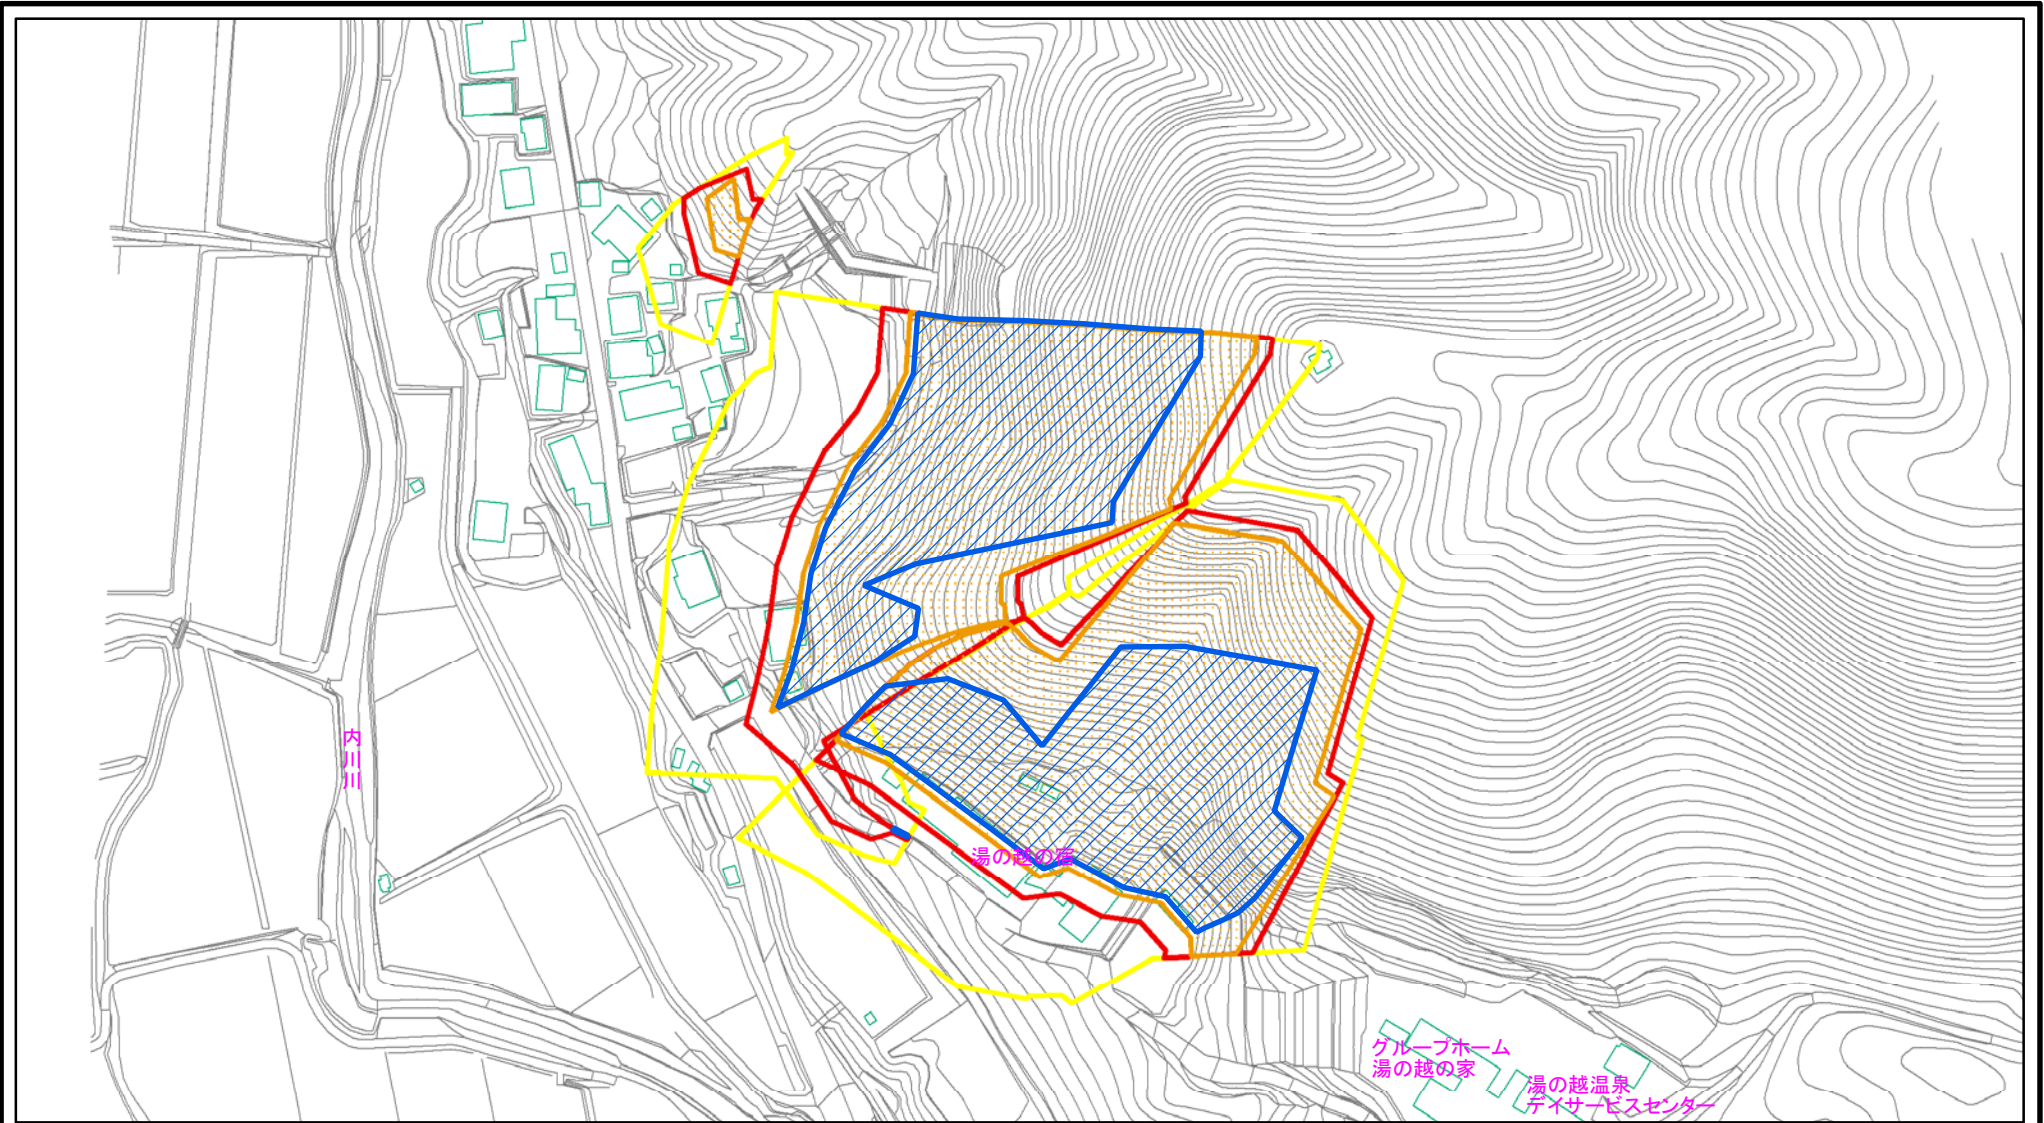 内川川
湯の越の宿
グループホーム
湯の越の家
湯の越温泉
デイサービスセンター